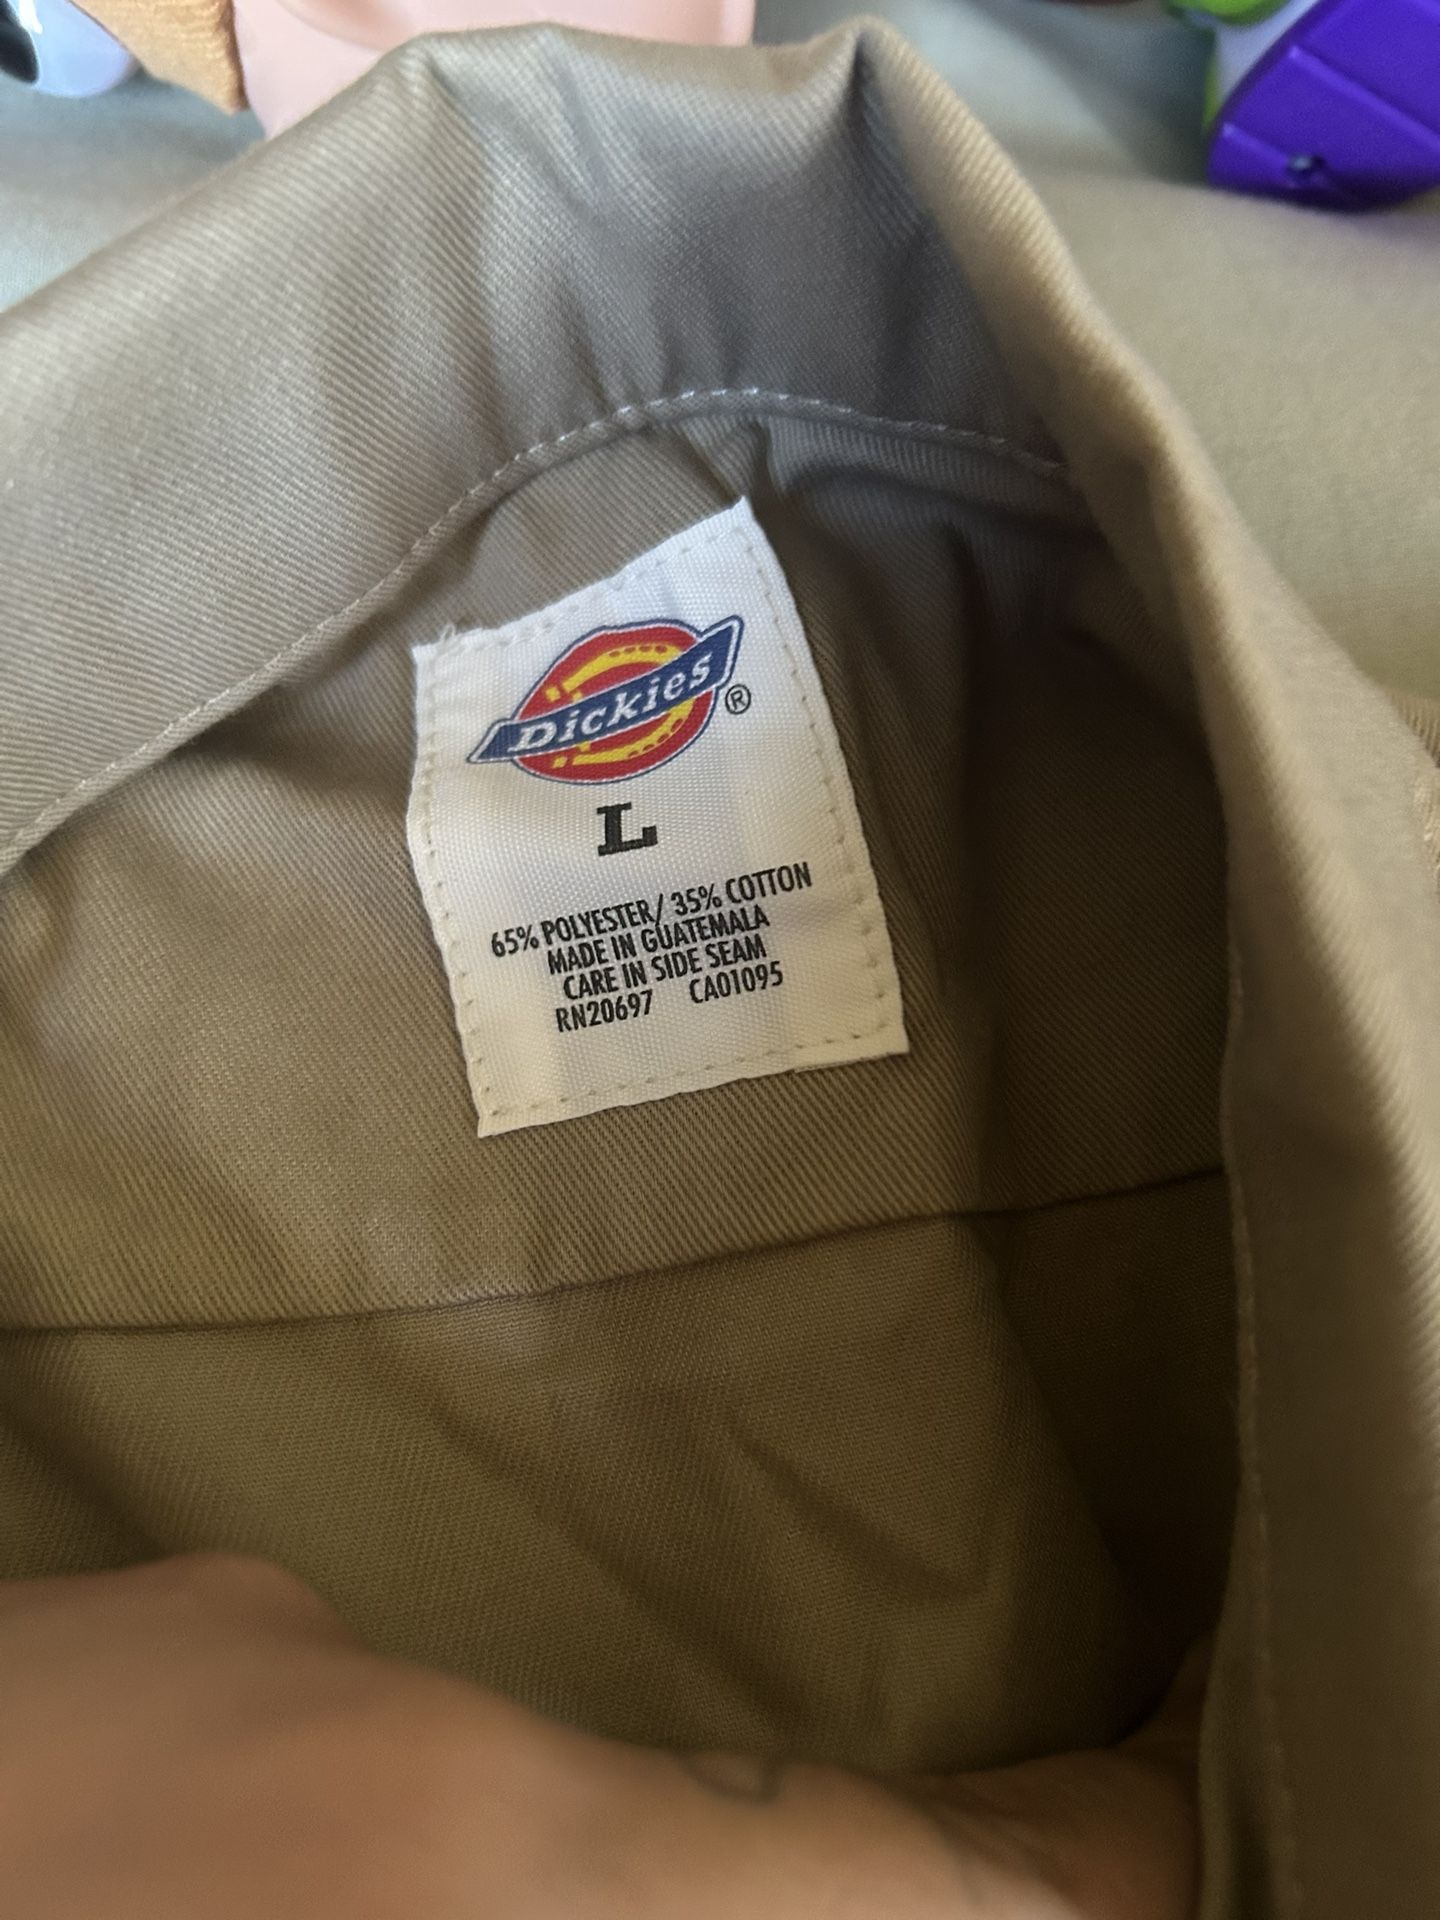 Dickies®
L
65% POLYESTER/ 35% COTTON
MADE IN GUATEMALA
CARE IN SIDE SEAM
RN20697 CA01095